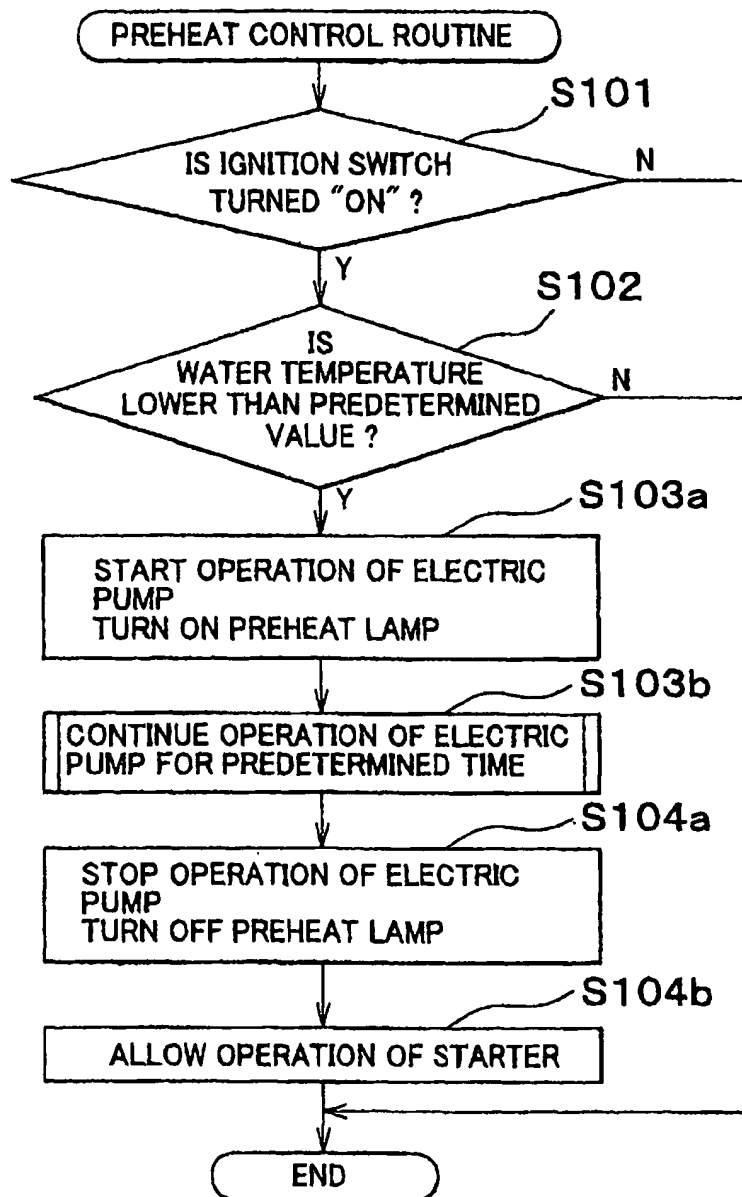 PREHEAT CONTROL ROUTINE
S101
IS IGNITION SWITCH
TURNED "ON" ?
N
Y
S102
IS
WATER TEMPERATURE
LOWER THAN PREDETERMINED
VALUE ?
N
Y
S103a
START OPERATION OF ELECTRIC
PUMP
TURN ON PREHEAT LAMP
S103b
CONTINUE OPERATION OF ELECTRIC
PUMP FOR PREDETERMINED TIME
S104a
STOP OPERATION OF ELECTRIC
PUMP
TURN OFF PREHEAT LAMP
S104b
ALLOW OPERATION OF STARTER
END